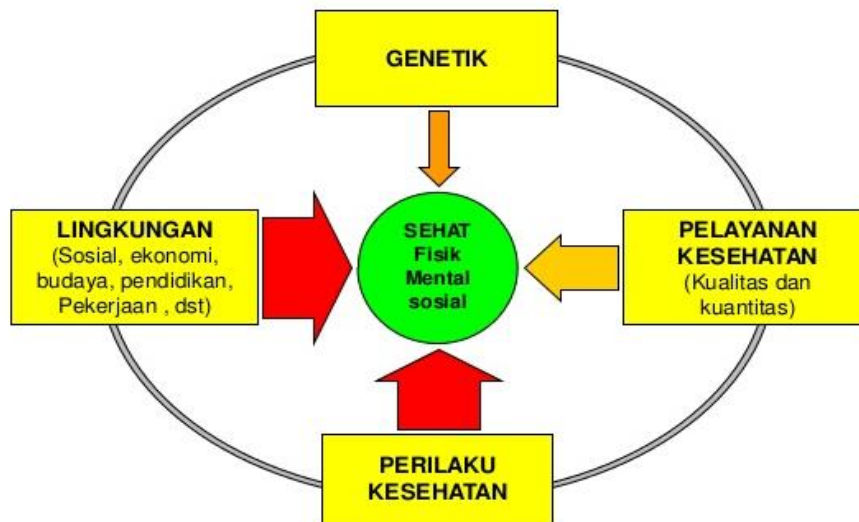 GENETIK
LINGKUNGAN
(Sosial, ekonomi,
budaya, pendidikan,
Pekerjaan , dst)
SEHAT
Fisik
Mental
sosial
PELAYANAN
KESEHATAN
(Kualitas dan
kuantitas)
PERILAKU
KESEHATAN